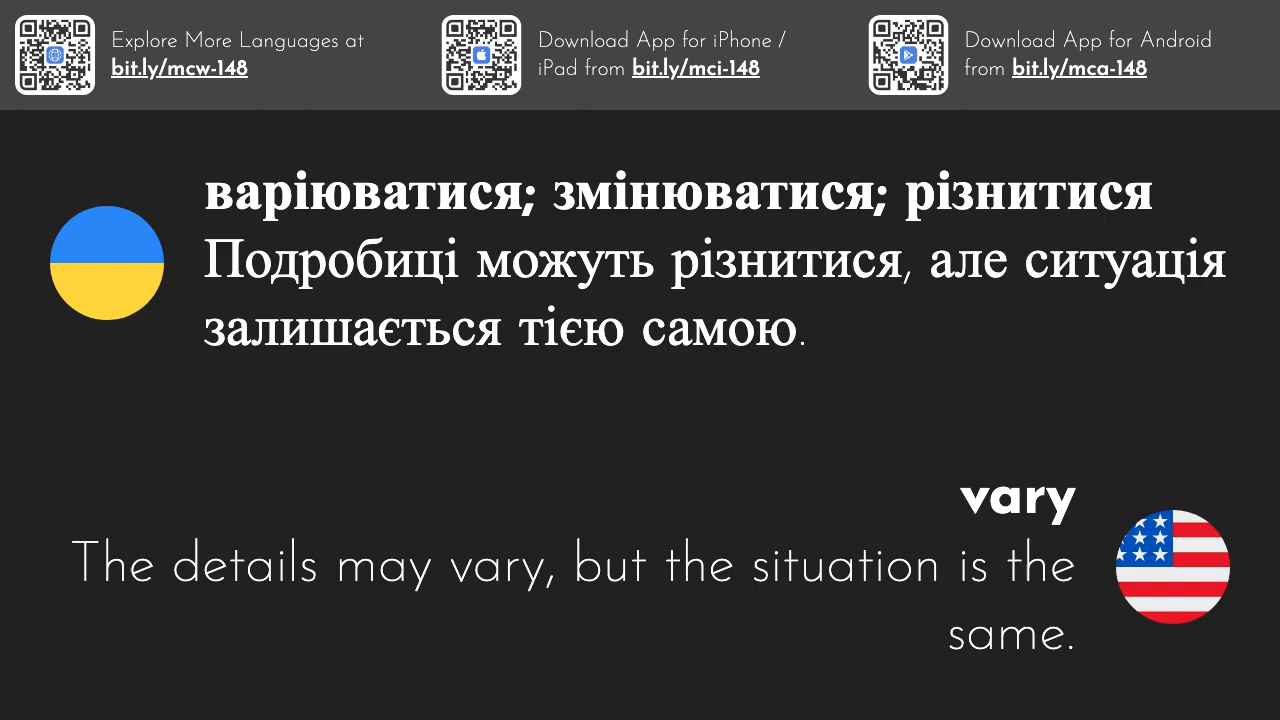 Explore More Languages at
bit.ly/mcw-148
Download App for iPhone /
iPad from bit.ly/mci-148
Download App for Android
from bit.ly/mca-148
варіюватися; змінюватися; різнитися
Подробиці можуть різнитися, але ситуація
залишається тією самою.
vary
The details may vary, but the situation is the
same.